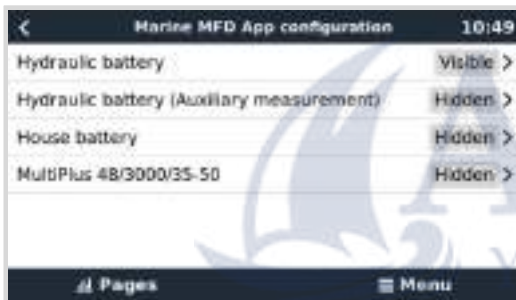 Marine MFD App configuration 10:49
Hydraulic battery Visible >
Hydraulic battery (Auxiliary measurement) Hidden >
House battery Hidden >
MultiPlus 48/3000/35-50 Hidden >
Pages Menu